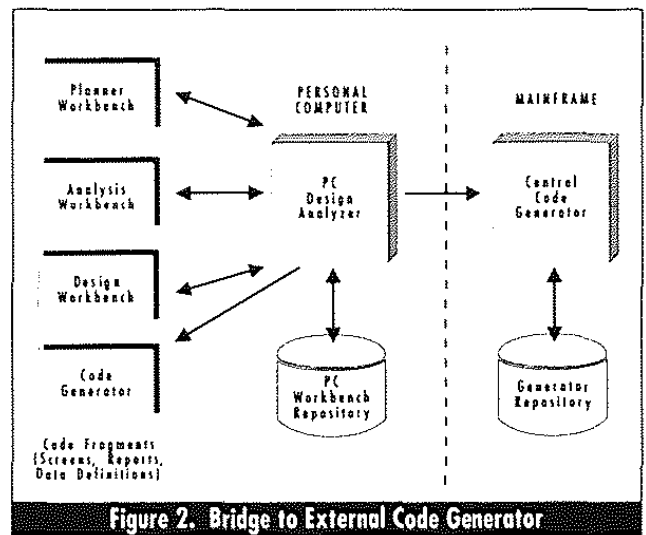 Planner
Workbench
PERSONAL
COMPUTER
MAINFRAME
Analysis
Workbench
PC
Design
Analyzer
Central
Code
Generator
Design
Workbench
Code
Generator
PC
Workbench
Repository
Generator
Repository
Code Fragments
(Screens, Reports,
Data Definitions)
Figure 2. Bridge to External Code Generator